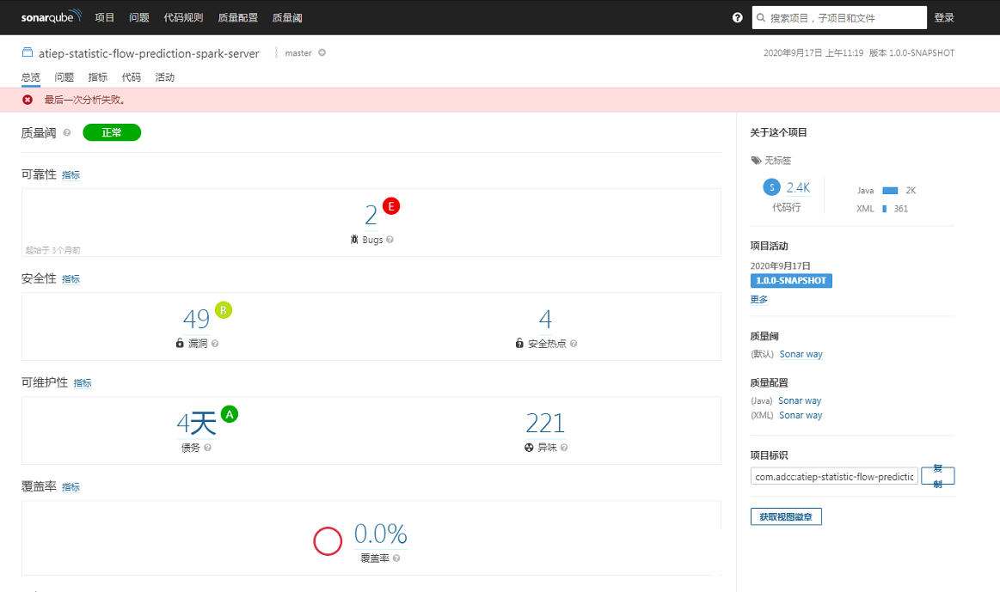 sonarqube 项目 问题 代码规则 质量配置 质量阈 搜索项目，子项目和文件 登录
atiep-statistic-flow-prediction-spark-server master 2020年9月17日 上午11:19 版本 1.0.0-SNAPSHOT
总览 问题 指标 代码 活动
最后一次分析失败。
质量阈 ? 正常
可靠性 指标
2 E
Bugs ?
起始于 3个月前
安全性 指标
49 B
漏洞 ?
4
安全热点 ?
可维护性 指标
4天 A
债务 ?
221
异味 ?
覆盖率 指标
0.0%
覆盖率 ?
关于这个项目
无标签
S 2.4K
代码行
Java 2K
XML 361
项目活动
2020年9月17日
1.0.0-SNAPSHOT
更多
质量阈
(默认) Sonar way
质量配置
(Java) Sonar way
(XML) Sonar way
项目标识
com.adcc:atiep-statistic-flow-predictic
复制
获取视图徽章